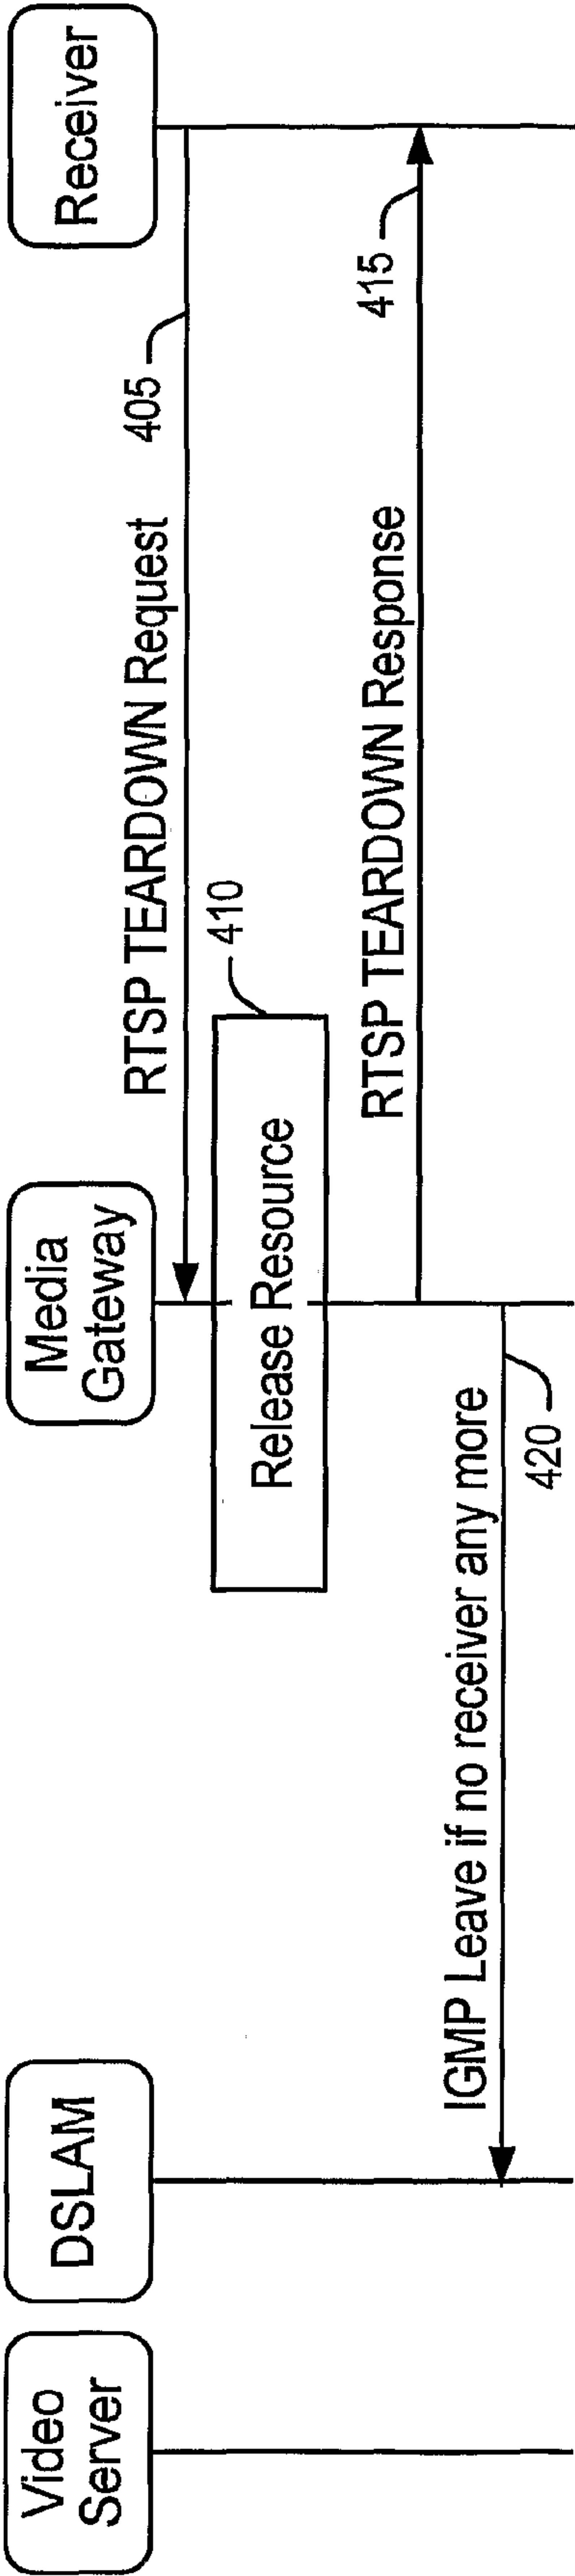 Video
Server
DSLAM
Media
Gateway
Receiver
RTSP TEARDOWN Request
405
Release Resource
410
RTSP TEARDOWN Response
415
IGMP Leave if no receiver any more
420